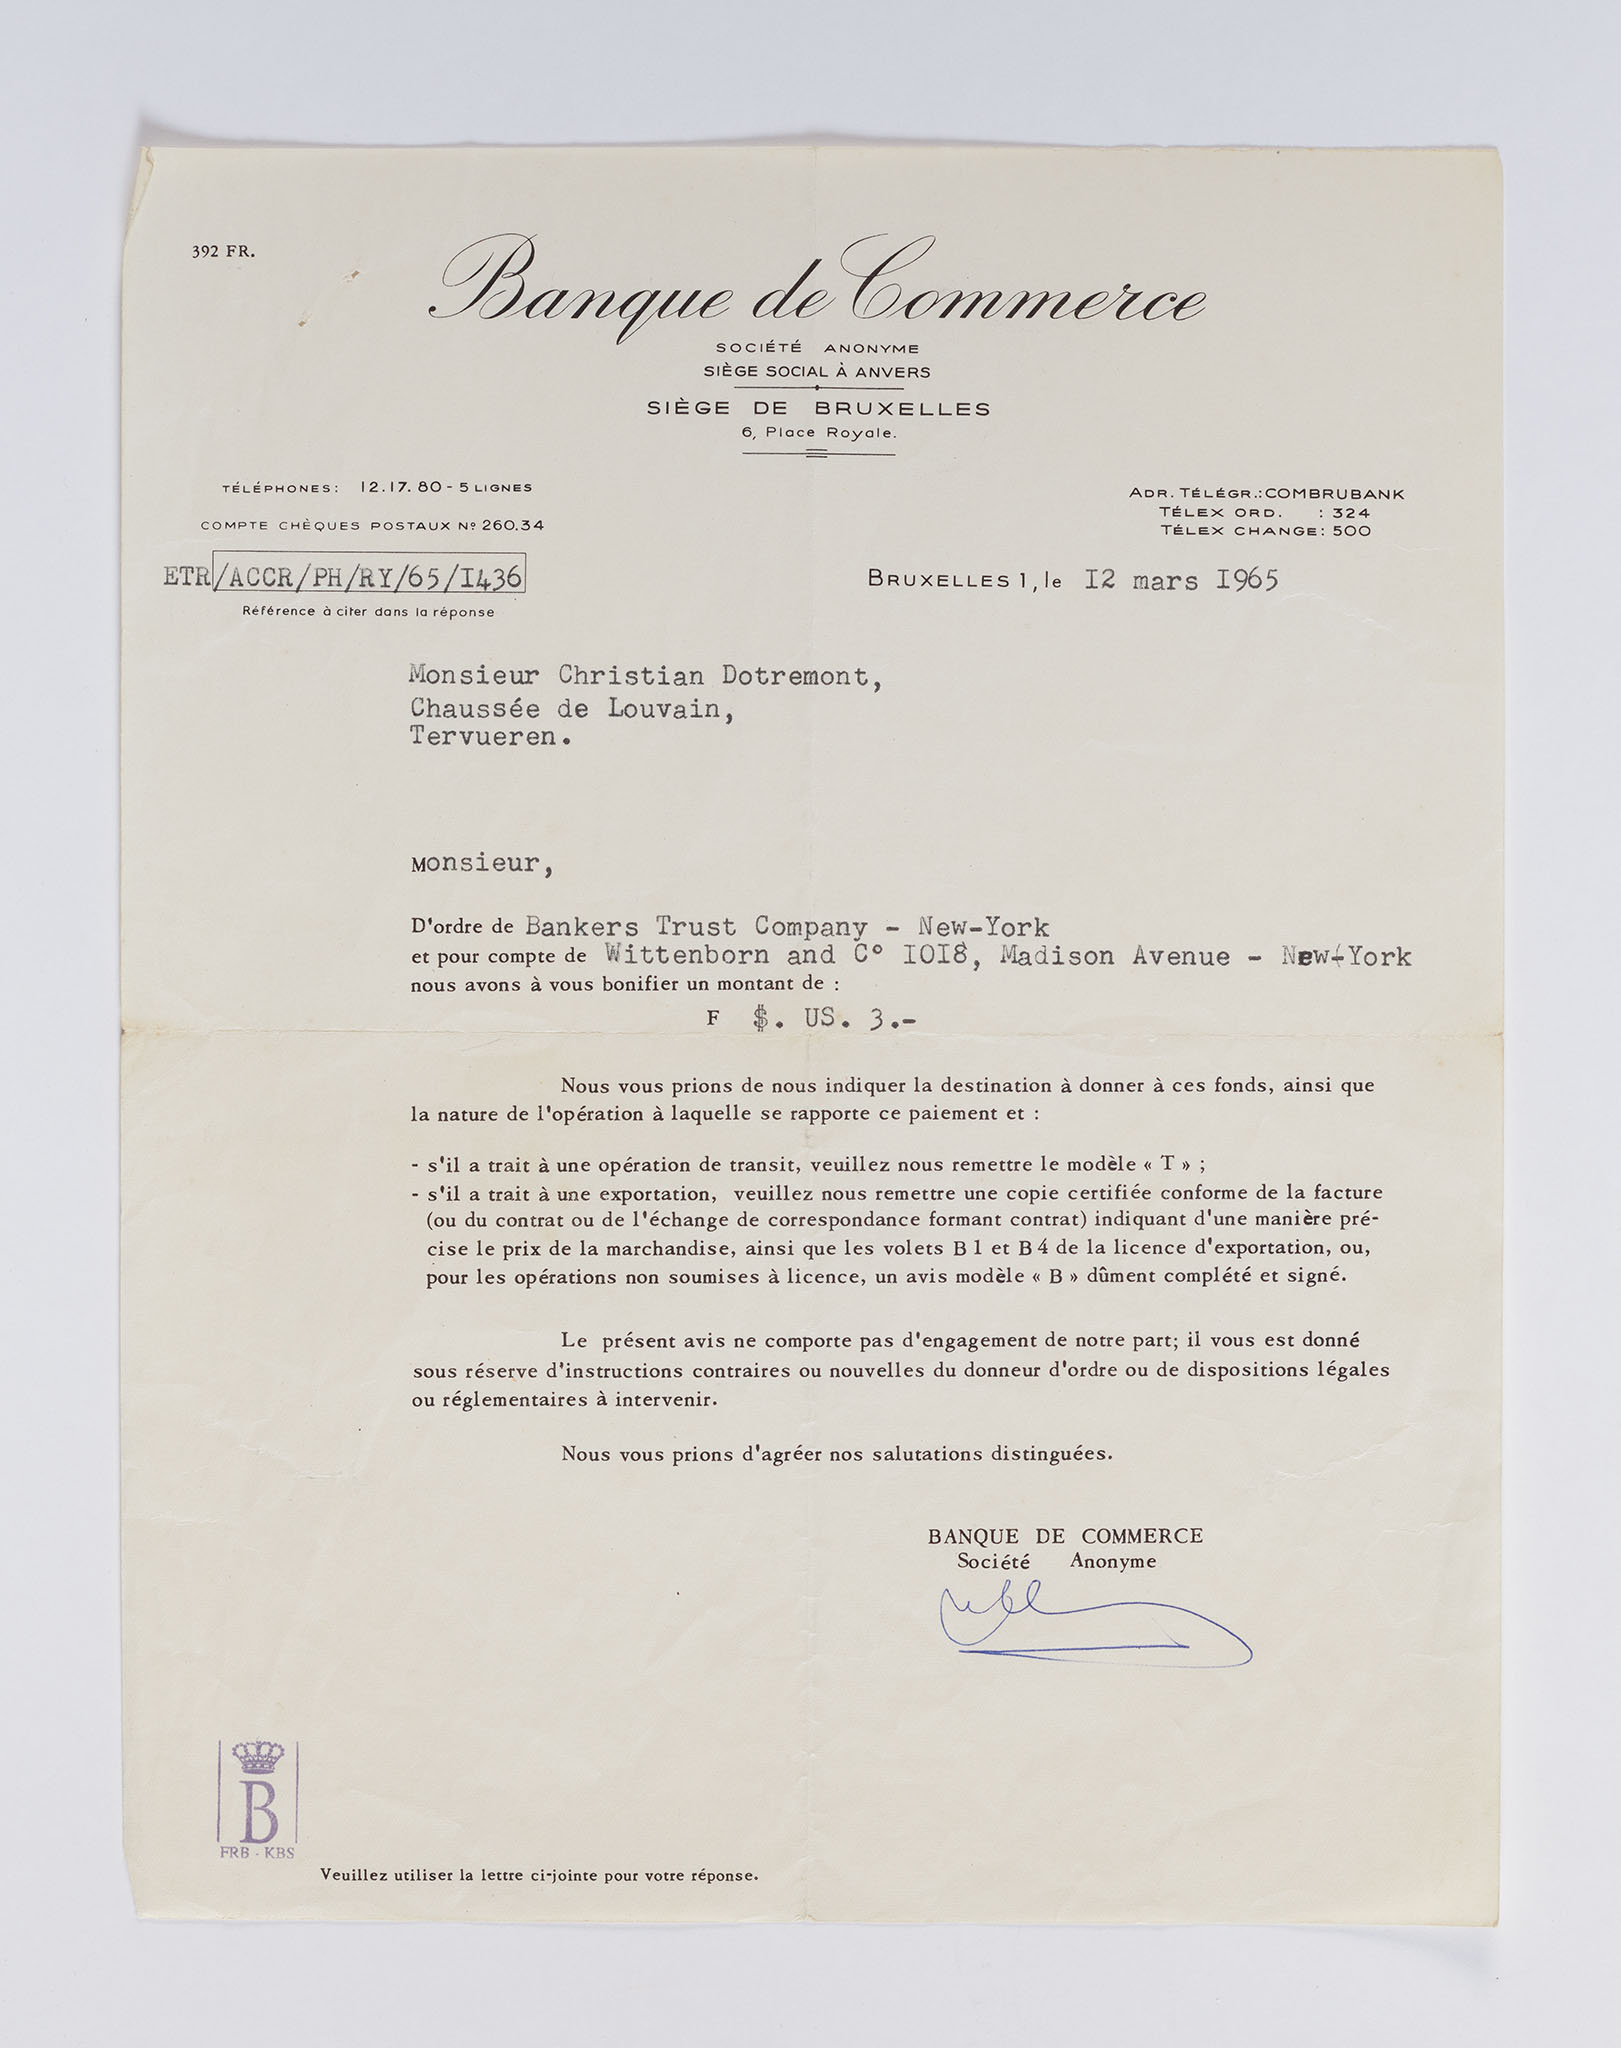 392 FR.
Banque de Commerce
SOCIÉTÉ ANONYME
SIÈGE SOCIAL À ANVERS
SIÈGE DE BRUXELLES
6, Place Royale.
TÉLÉPHONES: 12.17.80 - 5 LIGNES
COMPTE CHÈQUES POSTAUX Nº 260.34
ADR. TÉLÉGR.: COMBRUBANK
TÉLEX ORD. : 324
TÉLEX CHANGE: 500
ETR/ACCR/PH/RY/65/I436
Référence à citer dans la réponse
BRUXELLES 1, le I2 mars I965
Monsieur Christian Dotremont,
Chaussée de Louvain,
Tervueren.
Monsieur,
D'ordre de Bankers Trust Company - New-York
et pour compte de Wittenborn and C° IOI8, Madison Avenue - New-York
nous avons à vous bonifier un montant de :
F $. US. 3.-
Nous vous prions de nous indiquer la destination à donner à ces fonds, ainsi que
la nature de l'opération à laquelle se rapporte ce paiement et :
- s'il a trait à une opération de transit, veuillez nous remettre le modèle « T » ;
- s'il a trait à une exportation, veuillez nous remettre une copie certifiée conforme de la facture
(ou du contrat ou de l'échange de correspondance formant contrat) indiquant d'une manière pré-
cise le prix de la marchandise, ainsi que les volets B 1 et B 4 de la licence d'exportation, ou,
pour les opérations non soumises à licence, un avis modèle « B » dûment complété et signé.
Le présent avis ne comporte pas d'engagement de notre part; il vous est donné
sous réserve d'instructions contraires ou nouvelles du donneur d'ordre ou de dispositions légales
ou réglementaires à intervenir.
Nous vous prions d'agréer nos salutations distinguées.
BANQUE DE COMMERCE
Société Anonyme
B
FRB - KBS
Veuillez utiliser la lettre ci-jointe pour votre réponse.